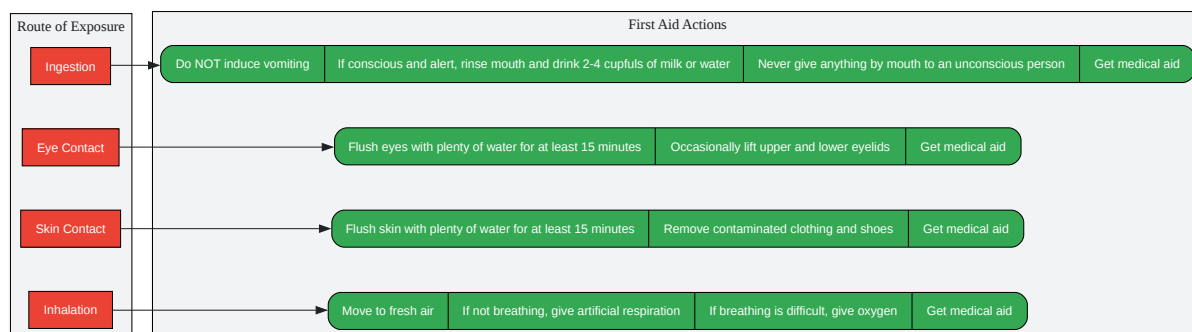 Route of Exposure
First Aid Actions
Ingestion
Do NOT induce vomiting
If conscious and alert, rinse mouth and drink 2-4 cupfuls of milk or water
Never give anything by mouth to an unconscious person
Get medical aid
Eye Contact
Flush eyes with plenty of water for at least 15 minutes
Occasionally lift upper and lower eyelids
Get medical aid
Skin Contact
Flush skin with plenty of water for at least 15 minutes
Remove contaminated clothing and shoes
Get medical aid
Inhalation
Move to fresh air
If not breathing, give artificial respiration
If breathing is difficult, give oxygen
Get medical aid